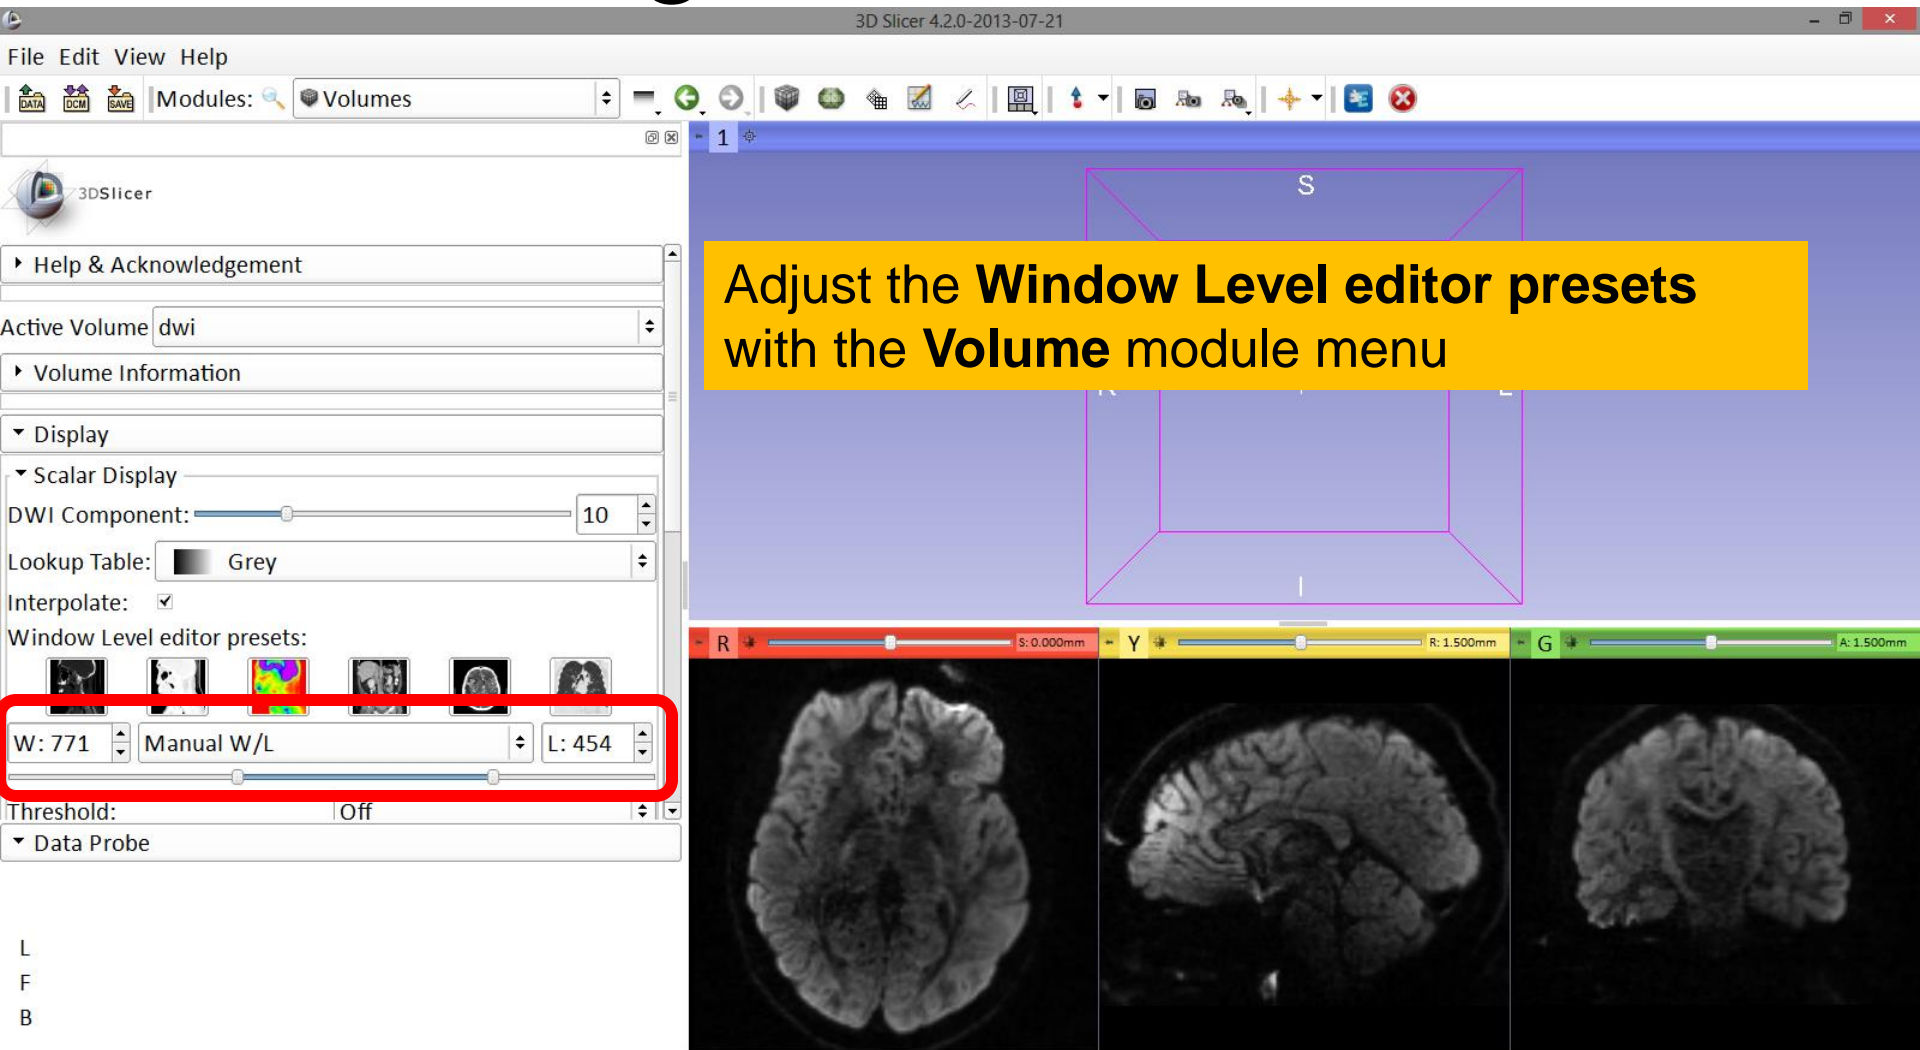 3D Slicer 4.2.0-2013-07-21
File Edit View Help
DATA DCM SAVE Modules: Volumes
1
3DSlicer
S
Help & Acknowledgement
Adjust the Window Level editor presets
with the Volume module menu
Active Volume dwi
Volume Information
Display
Scalar Display
DWI Component: 10
Lookup Table: Grey
Interpolate:
I
Window Level editor presets:
R S: 0.000mm Y R: 1.500mm G A: 1.500mm
W: 771 Manual W/L L: 454
Threshold: Off
Data Probe
L
F
B